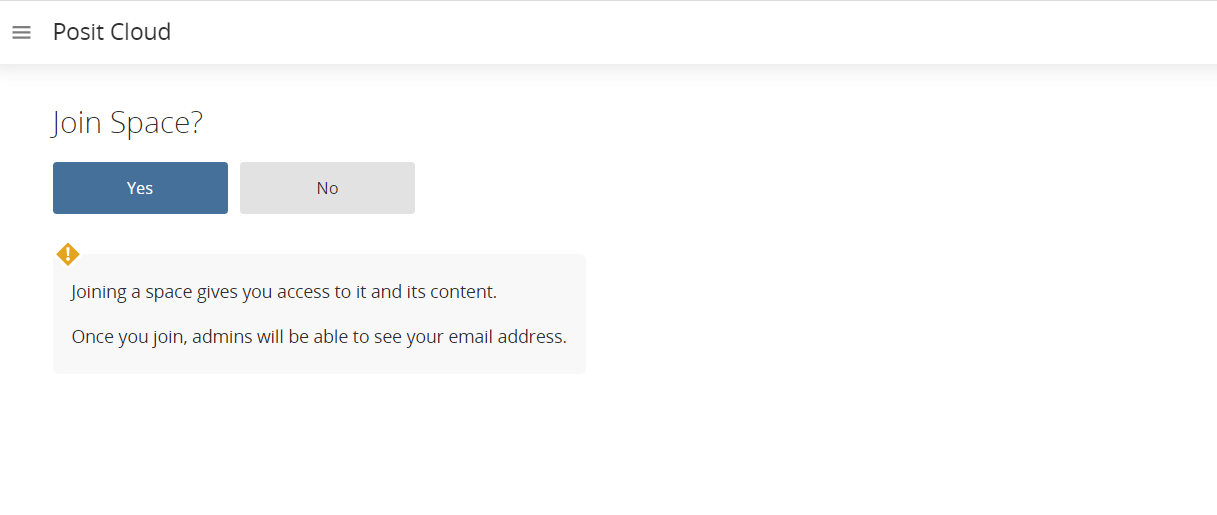 Posit Cloud
Join Space?
Yes
No
Joining a space gives you access to it and its content.
Once you join, admins will be able to see your email address.